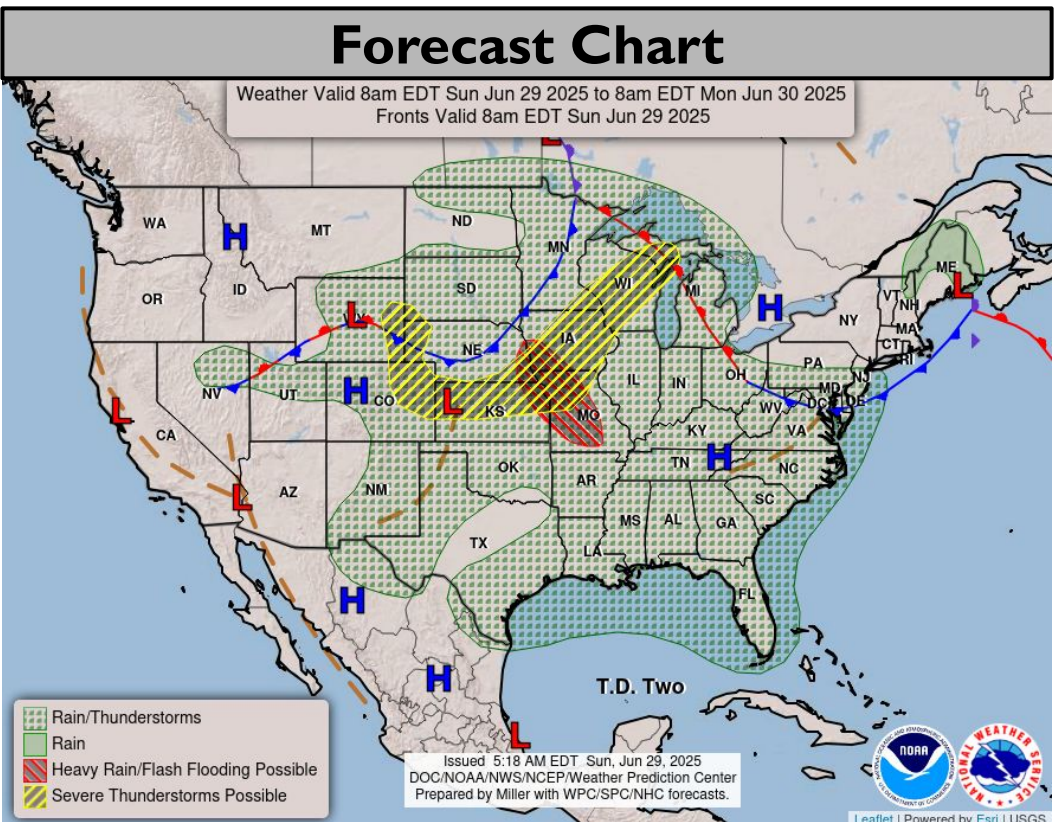 Forecast Chart
Weather Valid 8am EDT Sun Jun 29 2025 to 8am EDT Mon Jun 30 2025
Fronts Valid 8am EDT Sun Jun 29 2025
L
WA
H
MT
ND
MN
ME
OR
ID
SD
WI
MI
L
VT
NH
H
NY
WY
L
NE
IA
MA
CT
RI
NV
UT
H
CO
L
KS
MO
IL
IN
OH
PA
NJ
MD
DE
DC
WV
L
CA
KY
VA
H
TN
NC
L
AZ
NM
OK
AR
SC
MS
AL
GA
TX
LA
FL
H
H
T.D. Two
L
Rain/Thunderstorms
Rain
Heavy Rain/Flash Flooding Possible
Severe Thunderstorms Possible
Issued 5:18 AM EDT Sun, Jun 29, 2025
DOC/NOAA/NWS/NCEP/Weather Prediction Center
Prepared by Miller with WPC/SPC/NHC forecasts.
NOAA
NATIONAL WEATHER SERVICE
Leaflet | Powered by Esri | USGS